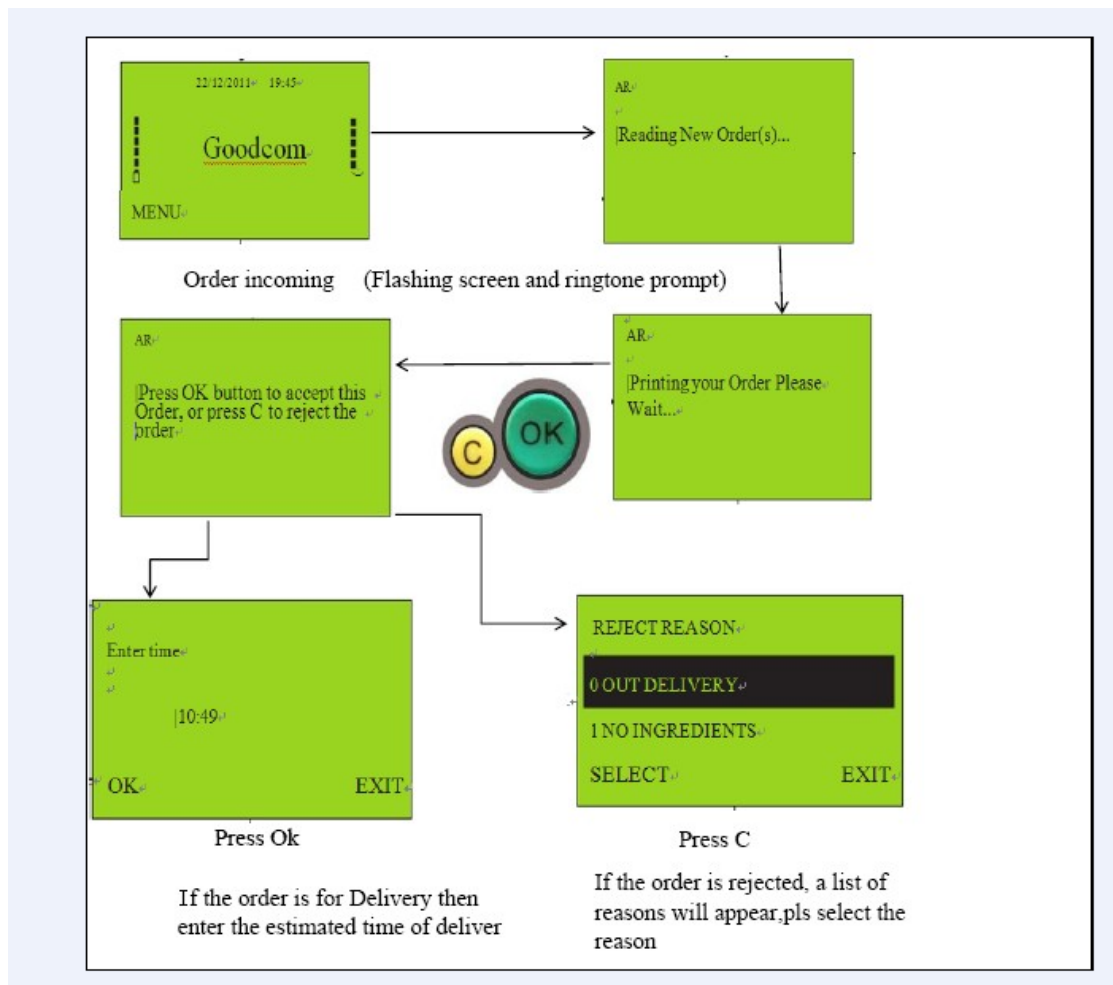 22/12/2011 19:45
Goodcom
MENU
AR
Reading New Order(s)...
Order incoming (Flashing screen and ringtone prompt)
AR
Printing your Order Please
Wait...
AR
Press OK button to accept this
Order, or press C to reject the
order
C OK
Enter time
10:49
OK EXIT
Press Ok
If the order is for Delivery then
enter the estimated time of deliver
REJECT REASON
0 OUT DELIVERY
1 NO INGREDIENTS
SELECT EXIT
Press C
If the order is rejected, a list of
reasons will appear,pls select the
reason